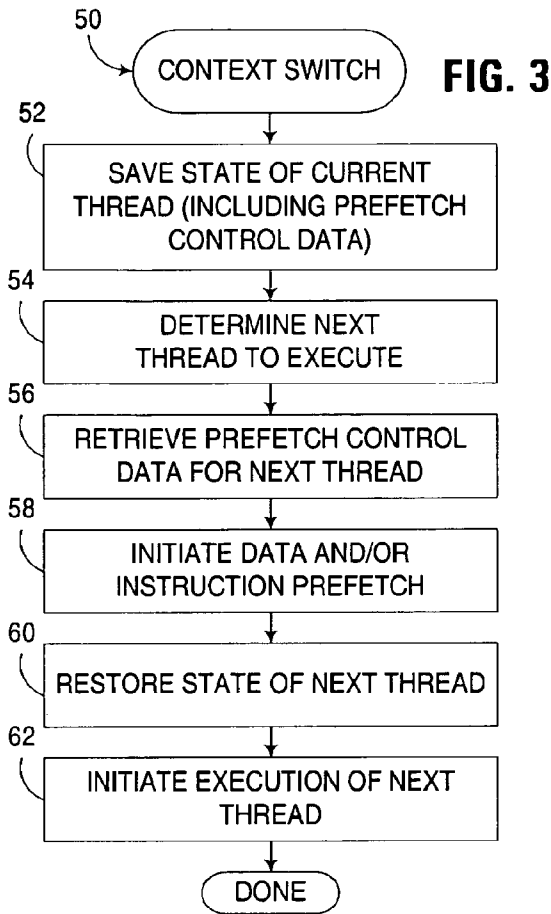 50
CONTEXT SWITCH
FIG. 3
52
SAVE STATE OF CURRENT
THREAD (INCLUDING PREFETCH
CONTROL DATA)
54
DETERMINE NEXT
THREAD TO EXECUTE
56
RETRIEVE PREFETCH CONTROL
DATA FOR NEXT THREAD
58
INITIATE DATA AND/OR
INSTRUCTION PREFETCH
60
RESTORE STATE OF NEXT THREAD
62
INITIATE EXECUTION OF NEXT
THREAD
DONE